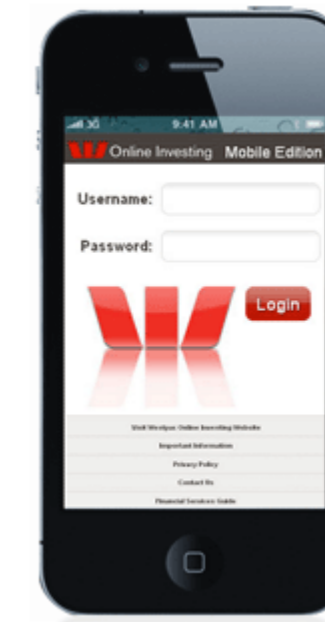 3G 9:41 AM
Online Investing Mobile Edition
Username:
Password:
Login
Visit Westpac Online Investing Website
Important Information
Privacy Policy
Contact Us
Financial Services Guide